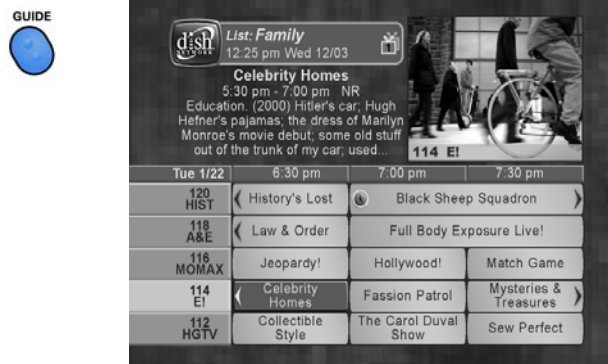 GUIDE
dish
NETWORK
List: Family
12:25 pm Wed 12/03
1
Celebrity Homes
5:30 pm - 7:00 pm NR
Education. (2000) Hitler's car; Hugh
Hefner's pajamas; the dress of Marilyn
Monroe's movie debut; some old stuff
out of the trunk of my car; used...
114 E!
Tue 1/22 6:30 pm 7:00 pm 7:30 pm
120
HIST
History's Lost
Black Sheep Squadron
118
A&E
Law & Order
Full Body Exposure Live!
116
MOMAX
Jeopardy!
Hollywood!
Match Game
114
E!
Celebrity
Homes
Fassion Patrol
Mysteries &
Treasures
112
HGTV
Collectible
Style
The Carol Duval
Show
Sew Perfect